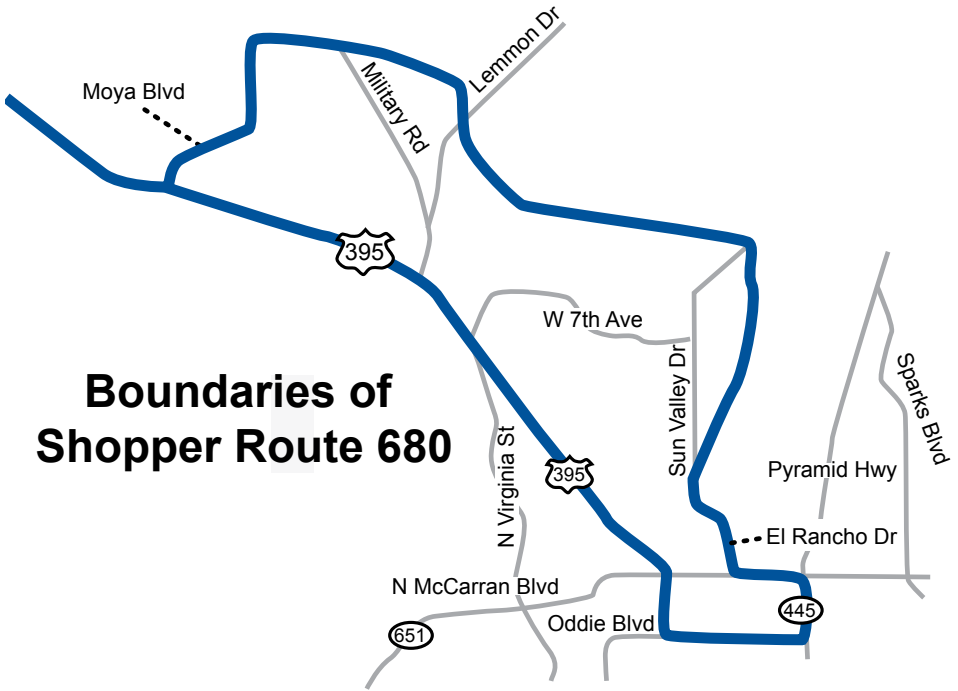 Lemmon Dr
Moya Blvd
Military Rd
395
W 7th Ave
Sun Valley Dr
Sparks Blvd
Boundaries of
Shopper Route 680
Pyramid Hwy
395
N Virginia St
El Rancho Dr
N McCarran Blvd
445
Oddie Blvd
651